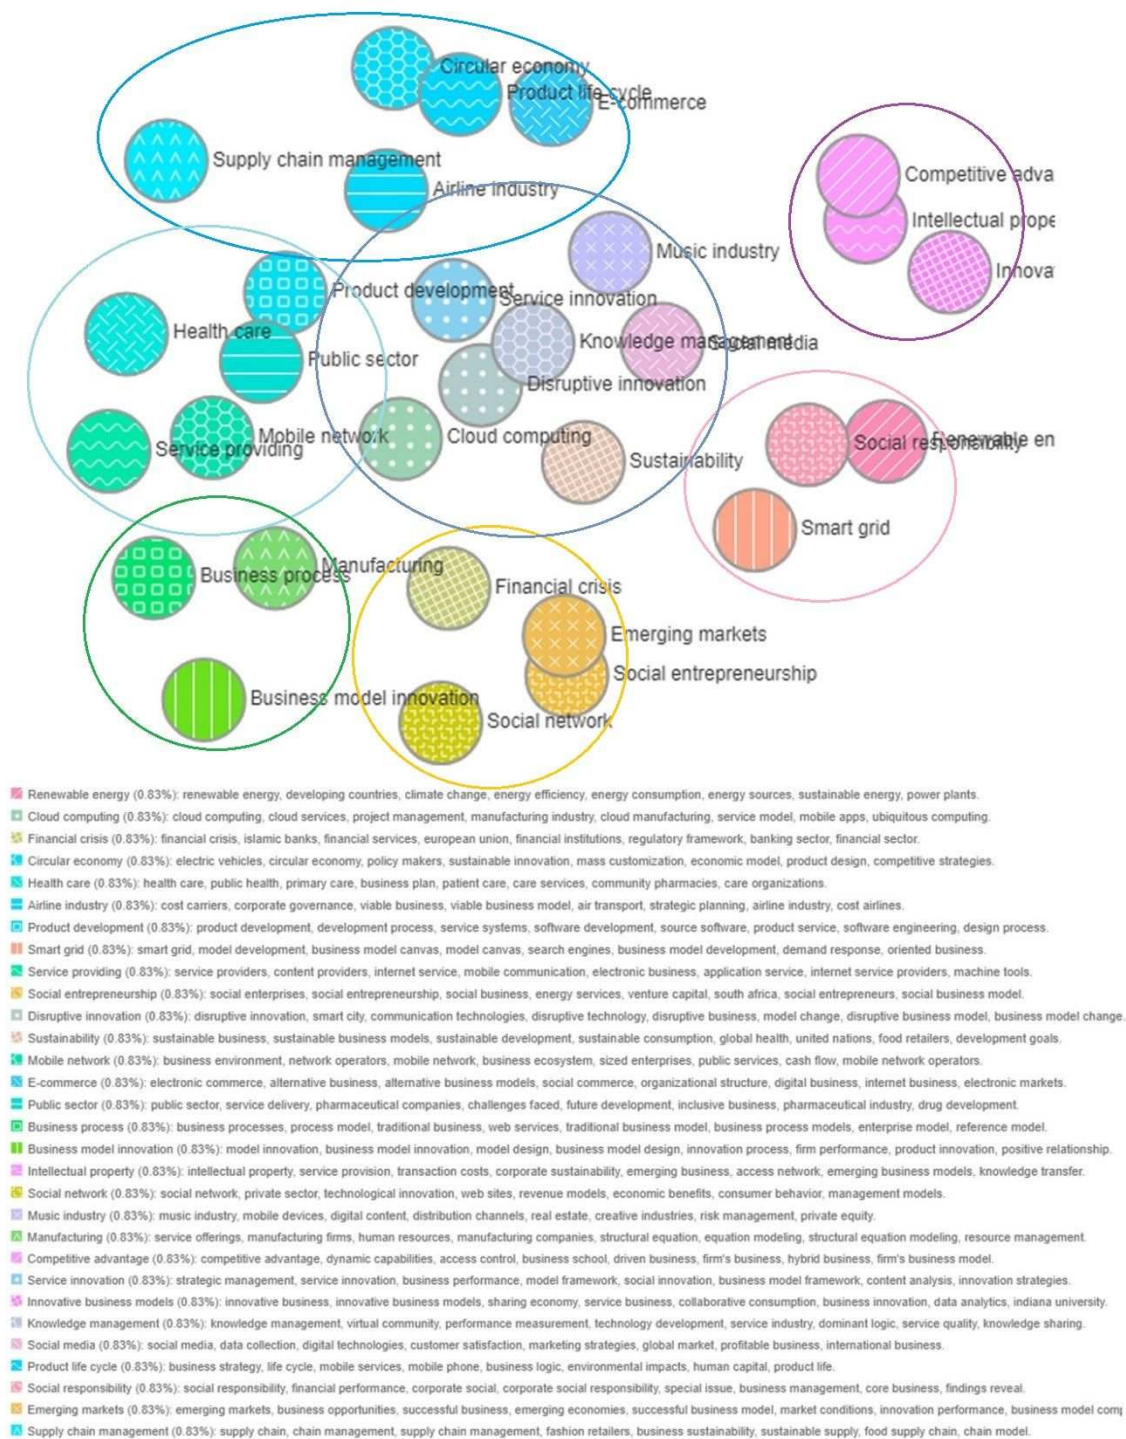 Circular economy
Product life cycle
E-commerce
Supply chain management
Airline industry
Competitive adva
Intellectual prope
Innova
Music industry
Product development
Service innovation
Health care
Knowledge management
Social media
Public sector
Disruptive innovation
Mobile network
Service providing
Cloud computing
Sustainability
Social responsibility
Renewable en
Smart grid
Manufacturing
Business process
Financial crisis
Emerging markets
Social entrepreneurship
Business model innovation
Social network
Renewable energy (0.83%): renewable energy, developing countries, climate change, energy efficiency, energy consumption, energy sources, sustainable energy, power plants.
Cloud computing (0.83%): cloud computing, cloud services, project management, manufacturing industry, cloud manufacturing, service model, mobile apps, ubiquitous computing.
Financial crisis (0.83%): financial crisis, islamic banks, financial services, european union, financial institutions, regulatory framework, banking sector, financial sector.
Circular economy (0.83%): electric vehicles, circular economy, policy makers, sustainable innovation, mass customization, economic model, product design, competitive strategies.
Health care (0.83%): health care, public health, primary care, business plan, patient care, care services, community pharmacies, care organizations.
Airline industry (0.83%): cost carriers, corporate governance, viable business, viable business model, air transport, strategic planning, airline industry, cost airlines.
Product development (0.83%): product development, development process, service systems, software development, source software, product service, software engineering, design process.
Smart grid (0.83%): smart grid, model development, business model canvas, model canvas, search engines, business model development, demand response, oriented business.
Service providing (0.83%): service providers, content providers, internet service, mobile communication, electronic business, application service, internet service providers, machine tools.
Social entrepreneurship (0.83%): social enterprises, social entrepreneurship, social business, energy services, venture capital, south africa, social entrepreneurs, social business model.
Disruptive innovation (0.83%): disruptive innovation, smart city, communication technologies, disruptive technology, disruptive business, model change, disruptive business model, business model change.
Sustainability (0.83%): sustainable business, sustainable business models, sustainable development, sustainable consumption, global health, united nations, food retailers, development goals.
Mobile network (0.83%): business environment, network operators, mobile network, business ecosystem, sized enterprises, public services, cash flow, mobile network operators.
E-commerce (0.83%): electronic commerce, alternative business, alternative business models, social commerce, organizational structure, digital business, internet business, electronic markets.
Public sector (0.83%): public sector, service delivery, pharmaceutical companies, challenges faced, future development, inclusive business, pharmaceutical industry, drug development.
Business process (0.83%): business processes, process model, traditional business, web services, traditional business model, business process models, enterprise model, reference model.
Business model innovation (0.83%): model innovation, business model innovation, model design, business model design, innovation process, firm performance, product innovation, positive relationship.
Intellectual property (0.83%): intellectual property, service provision, transaction costs, corporate sustainability, emerging business, access network, emerging business models, knowledge transfer.
Social network (0.83%): social network, private sector, technological innovation, web sites, revenue models, economic benefits, consumer behavior, management models.
Music industry (0.83%): music industry, mobile devices, digital content, distribution channels, real estate, creative industries, risk management, private equity.
Manufacturing (0.83%): service offerings, manufacturing firms, human resources, manufacturing companies, structural equation, equation modeling, structural equation modeling, resource management.
Competitive advantage (0.83%): competitive advantage, dynamic capabilities, access control, business school, driven business, firm's business, hybrid business, firm's business model.
Service innovation (0.83%): strategic management, service innovation, business performance, model framework, social innovation, business model framework, content analysis, innovation strategies.
Innovative business models (0.83%): innovative business, innovative business models, sharing economy, service business, collaborative consumption, business innovation, data analytics, indiana university.
Knowledge management (0.83%): knowledge management, virtual community, performance measurement, technology development, service industry, dominant logic, service quality, knowledge sharing.
Social media (0.83%): social media, data collection, digital technologies, customer satisfaction, marketing strategies, global market, profitable business, international business.
Product life cycle (0.83%): business strategy, life cycle, mobile services, mobile phone, business logic, environmental impacts, human capital, product life.
Social responsibility (0.83%): social responsibility, financial performance, corporate social, corporate social responsibility, special issue, business management, core business, findings reveal.
Emerging markets (0.83%): emerging markets, business opportunities, successful business, emerging economies, successful business model, market conditions, innovation performance, business model comp
Supply chain management (0.83%): supply chain, chain management, supply chain management, fashion retailers, business sustainability, sustainable supply, food supply chain, chain model.